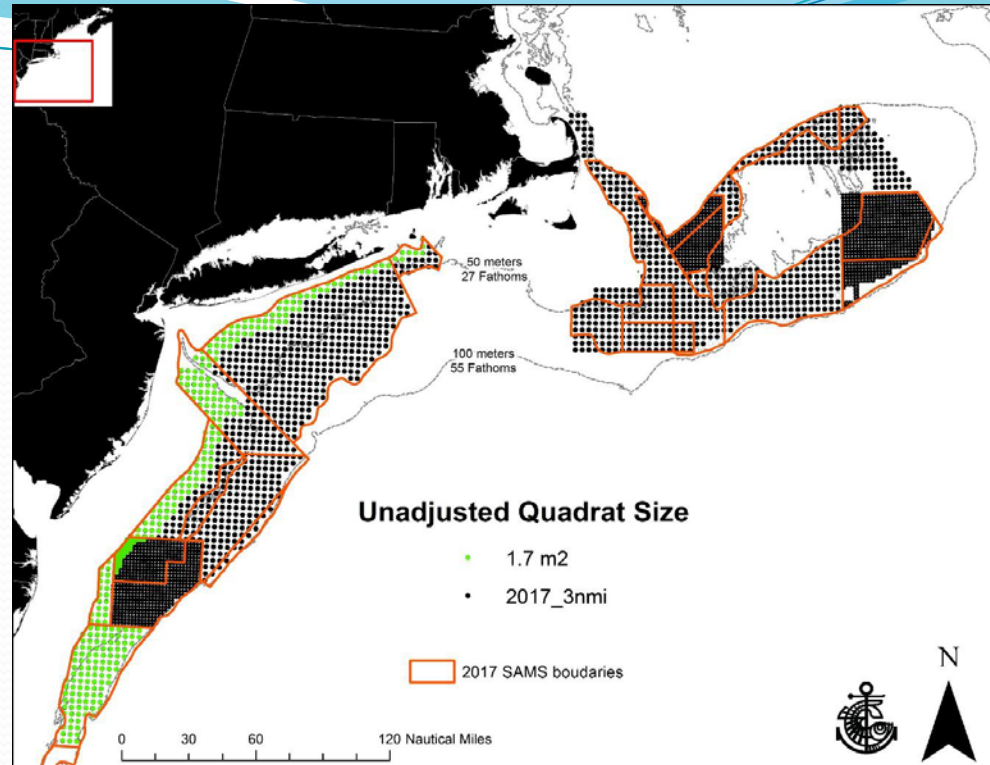 50 meters
27 Fathoms
100 meters
55 Fathoms
Unadjusted Quadrat Size
1.7 m2
2017_3nmi
2017 SAMS boudaries
N
0 30 60 120 Nautical Miles